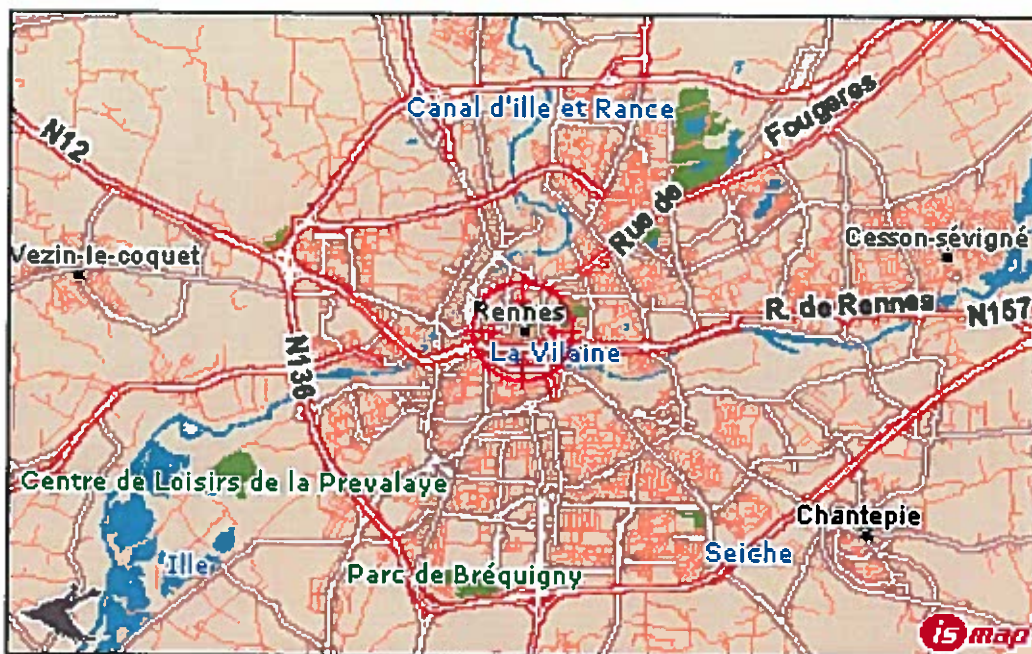 Canal d'ille et Rance
Fougeres
N12
Rue de
Vezin-le-coquet
Cesson-sévigné
Rennes
R. de Rennes
N157
La Vilaine
N136
Centre de Loisirs de la Prevalaye
Chantepie
Seiche
Ille
Parc de Bréquigny
is map